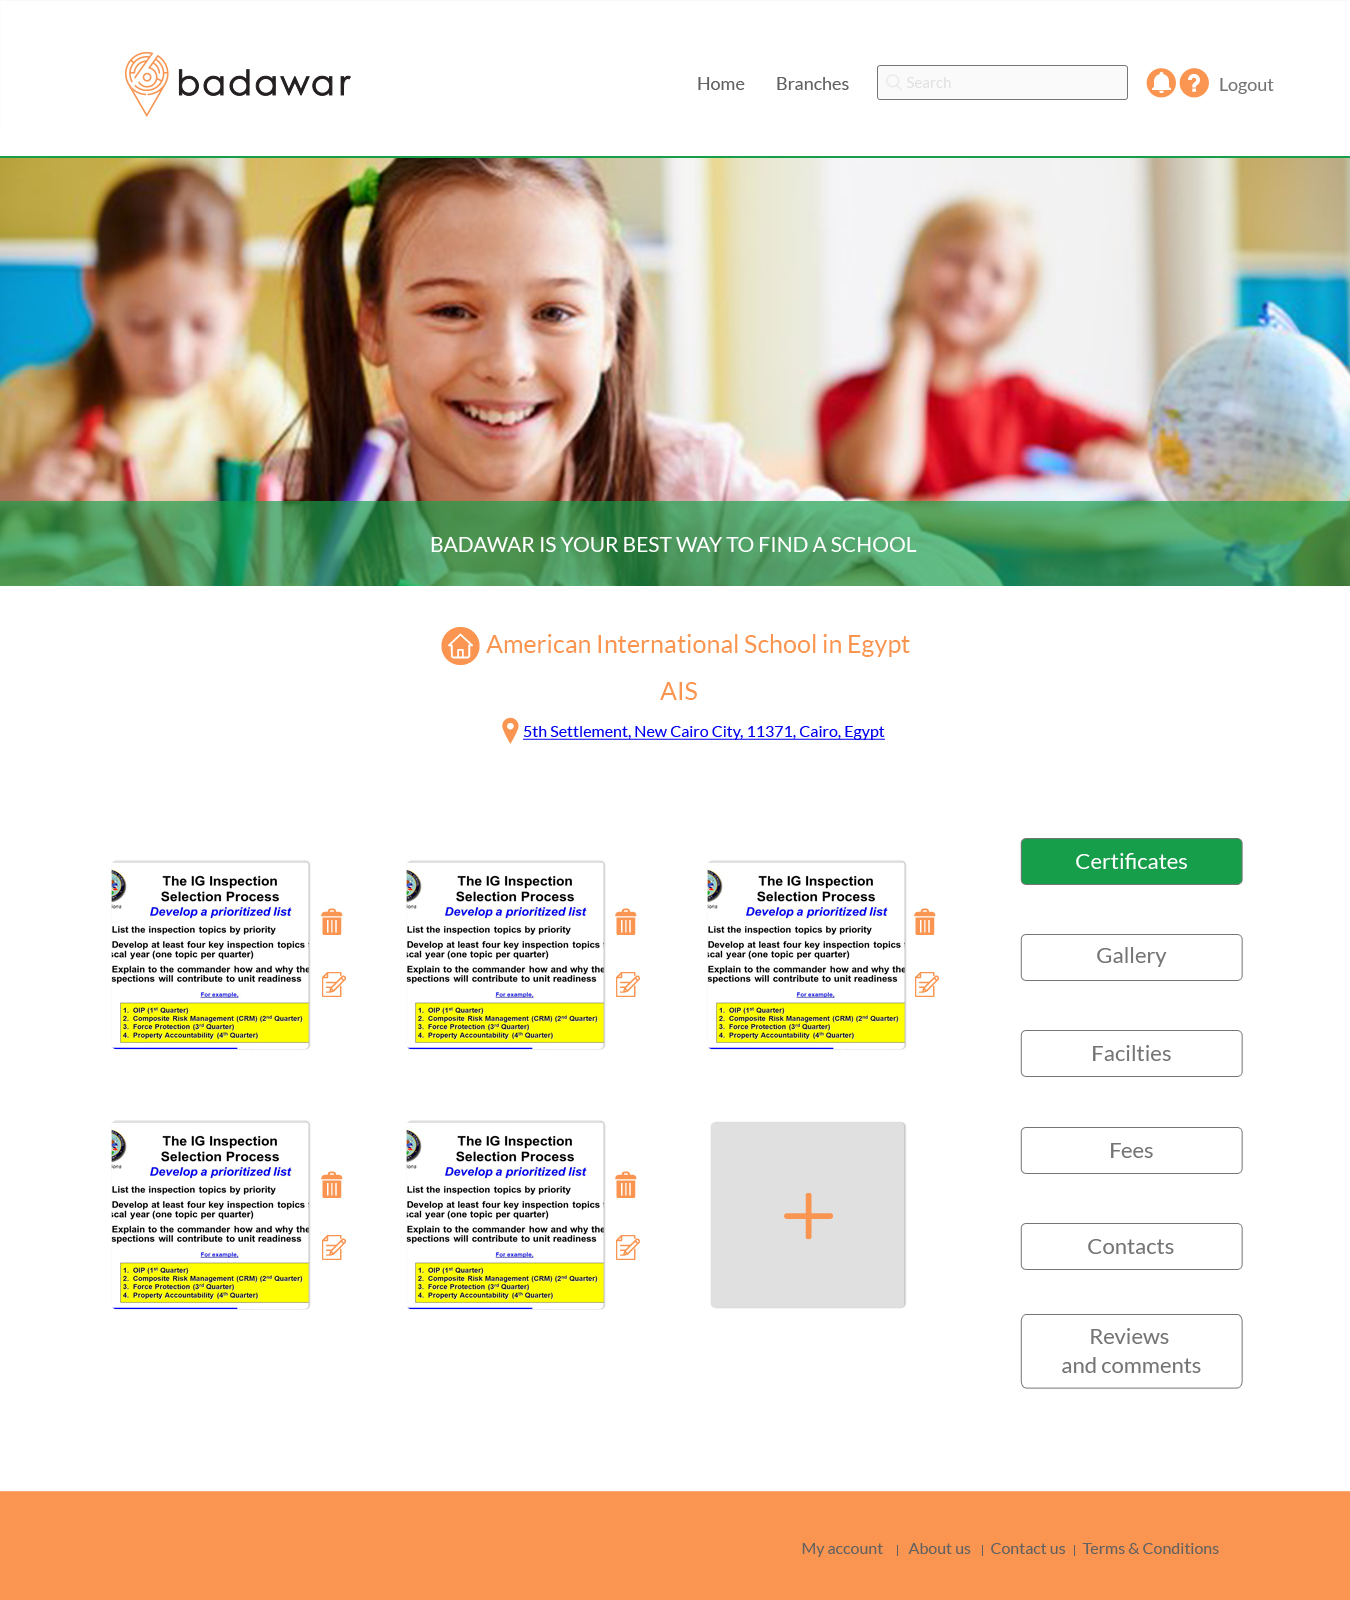 badawar
Home
Branches
Search
Logout
BADAWAR IS YOUR BEST WAY TO FIND A SCHOOL
American International School in Egypt
AIS
5th Settlement, New Cairo City, 11371, Cairo, Egypt
The IG Inspection
Selection Process
Develop a prioritized list
List the inspection topics by priority
Develop at least four key inspection topics
scal year (one topic per quarter)
Explain to the commander how and why the
spections will contribute to unit readiness
For example,
1. OIP (1st Quarter)
2. Composite Risk Management (CRM) (2nd Quarter)
3. Force Protection (3rd Quarter)
4. Property Accountability (4th Quarter)
The IG Inspection
Selection Process
Develop a prioritized list
List the inspection topics by priority
Develop at least four key inspection topics
scal year (one topic per quarter)
Explain to the commander how and why the
spections will contribute to unit readiness
For example,
1. OIP (1st Quarter)
2. Composite Risk Management (CRM) (2nd Quarter)
3. Force Protection (3rd Quarter)
4. Property Accountability (4th Quarter)
The IG Inspection
Selection Process
Develop a prioritized list
List the inspection topics by priority
Develop at least four key inspection topics
scal year (one topic per quarter)
Explain to the commander how and why the
spections will contribute to unit readiness
For example,
1. OIP (1st Quarter)
2. Composite Risk Management (CRM) (2nd Quarter)
3. Force Protection (3rd Quarter)
4. Property Accountability (4th Quarter)
The IG Inspection
Selection Process
Develop a prioritized list
List the inspection topics by priority
Develop at least four key inspection topics
scal year (one topic per quarter)
Explain to the commander how and why the
spections will contribute to unit readiness
For example,
1. OIP (1st Quarter)
2. Composite Risk Management (CRM) (2nd Quarter)
3. Force Protection (3rd Quarter)
4. Property Accountability (4th Quarter)
The IG Inspection
Selection Process
Develop a prioritized list
List the inspection topics by priority
Develop at least four key inspection topics
scal year (one topic per quarter)
Explain to the commander how and why the
spections will contribute to unit readiness
For example,
1. OIP (1st Quarter)
2. Composite Risk Management (CRM) (2nd Quarter)
3. Force Protection (3rd Quarter)
4. Property Accountability (4th Quarter)
Certificates
Gallery
Facilties
Fees
Contacts
Reviews
and comments
My account | About us | Contact us | Terms & Conditions